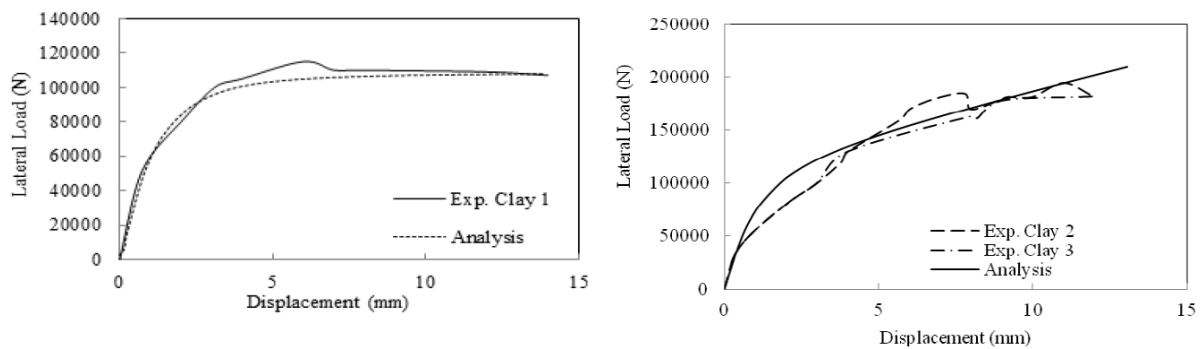 140000
120000
100000
80000
60000
40000
20000
0
Lateral Load (N)
0
5
10
15
Displacement (mm)
Exp. Clay 1
Analysis
250000
200000
150000
100000
50000
0
Lateral Load (N)
0
5
10
15
Displacement (mm)
Exp. Clay 2
Exp. Clay 3
Analysis